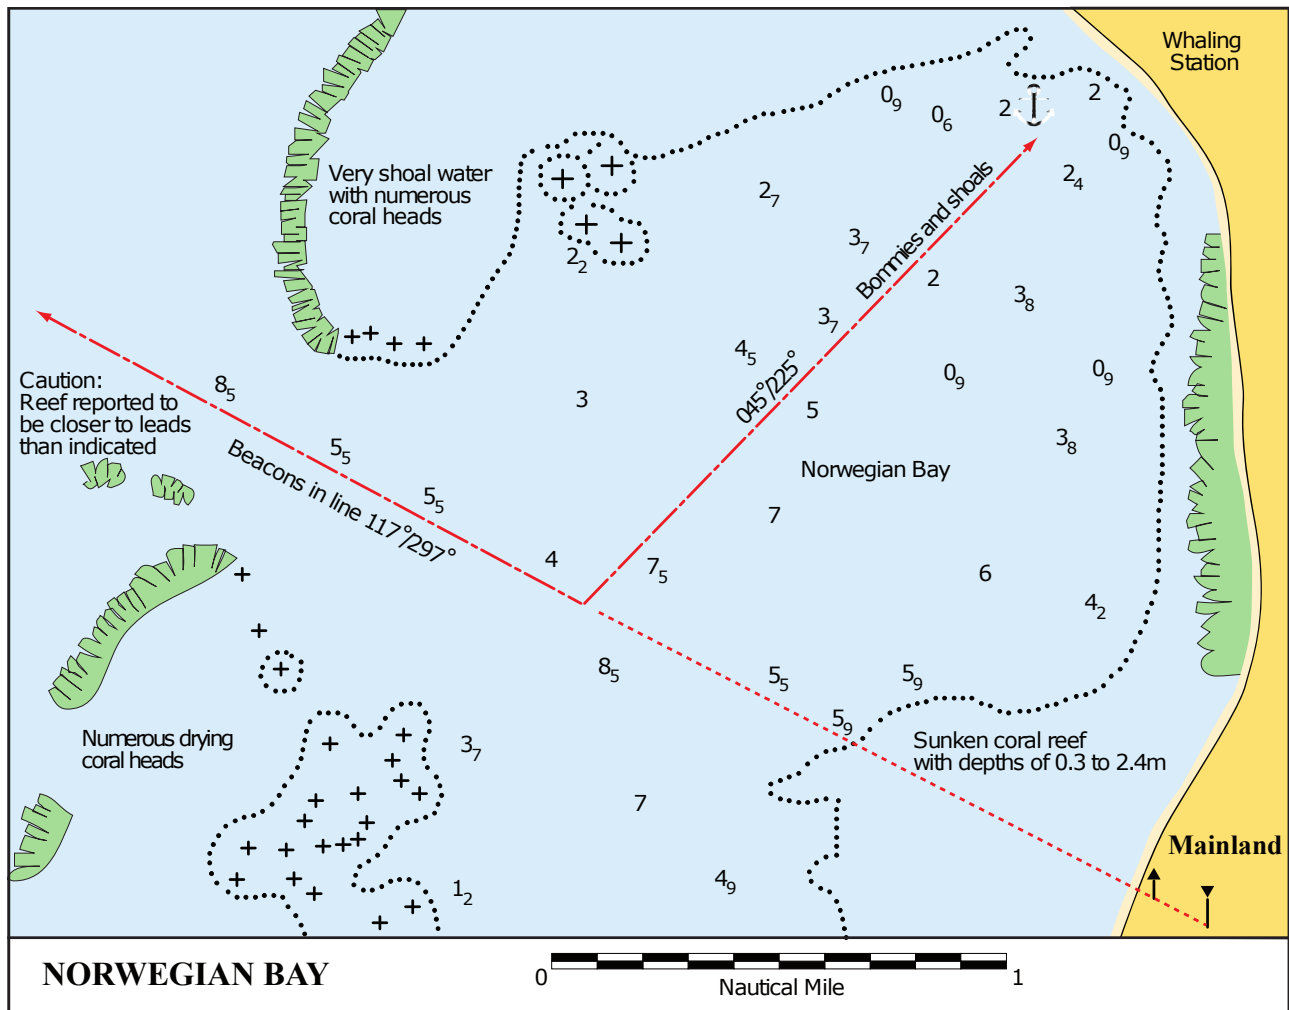 Whaling
Station
0₉
0₆
2
2
0₉
2₄
Very shoal water
with numerous
coral heads
2₇
2₂
3₇
Bommies and shoals
2
3₈
3₇
4₅
045°/225°
0₉
0₉
Caution:
Reef reported to
be closer to leads
than indicated
8₅
3
5
5₅
3₈
Beacons in line 117°/297°
5₅
Norwegian Bay
7
4
7₅
6
4₂
8₅
5₅
5₉
5₉
Numerous drying
coral heads
3₇
Sunken coral reef
with depths of 0.3 to 2.4m
7
Mainland
1₂
4₉
NORWEGIAN BAY
0
1
Nautical Mile